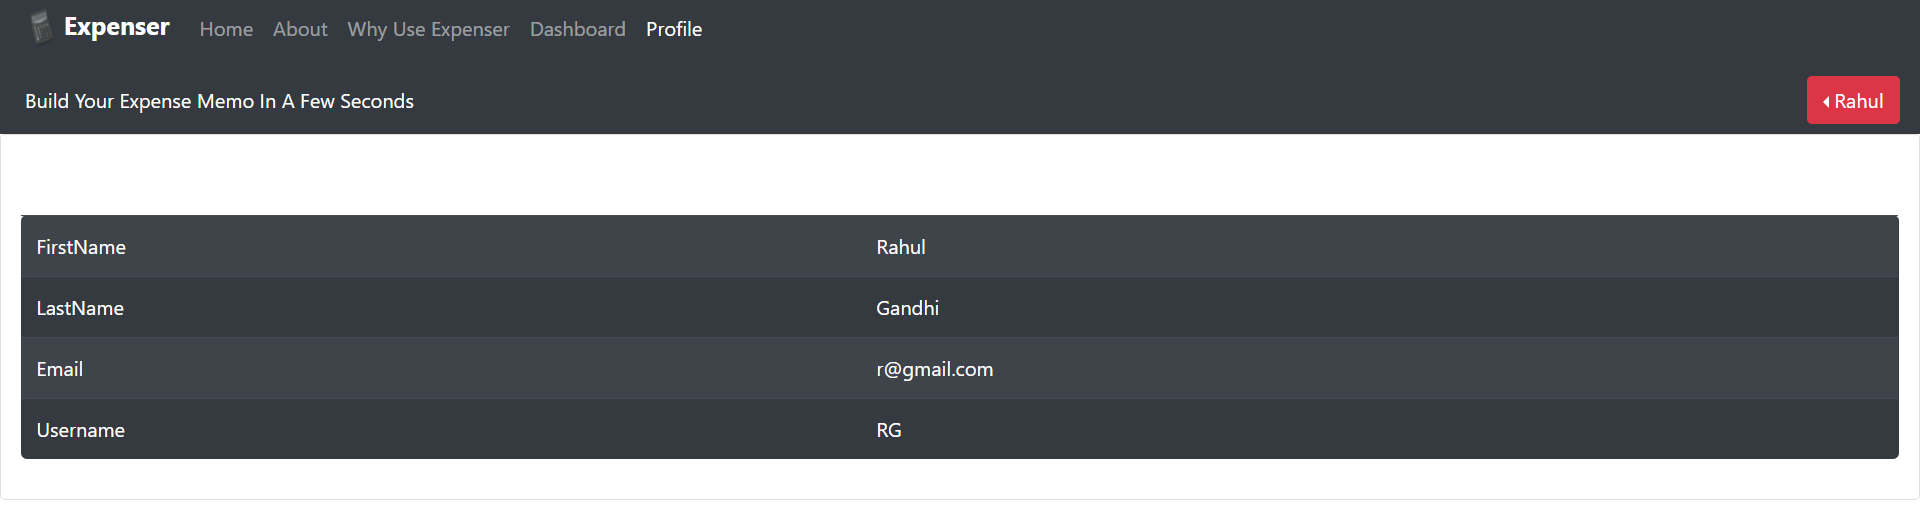 Expenser Home About Why Use Expenser Dashboard Profile
Build Your Expense Memo In A Few Seconds Rahul
FirstName Rahul
LastName Gandhi
Email r@gmail.com
Username RG